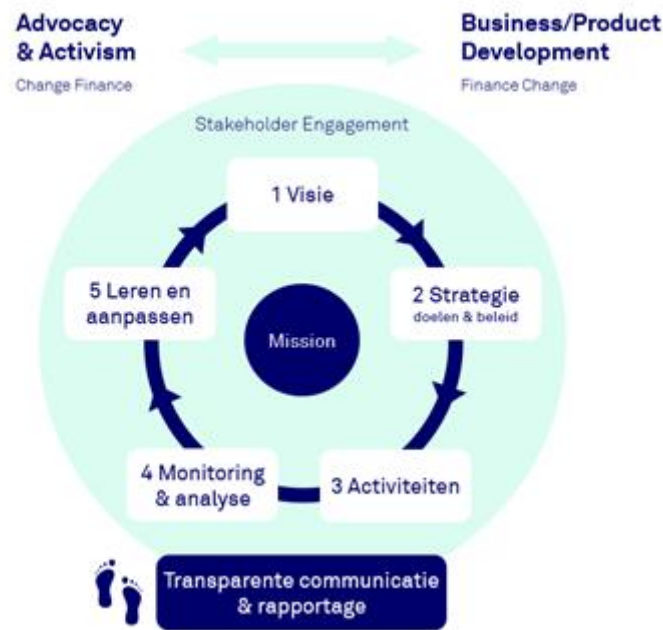 Advocacy
& Activism
Change Finance
Business/Product
Development
Finance Change
Stakeholder Engagement
1 Visie
2 Strategie
doelen & beleid
3 Activiteiten
4 Monitoring
& analyse
5 Leren en
aanpassen
Mission
Transparente communicatie
& rapportage